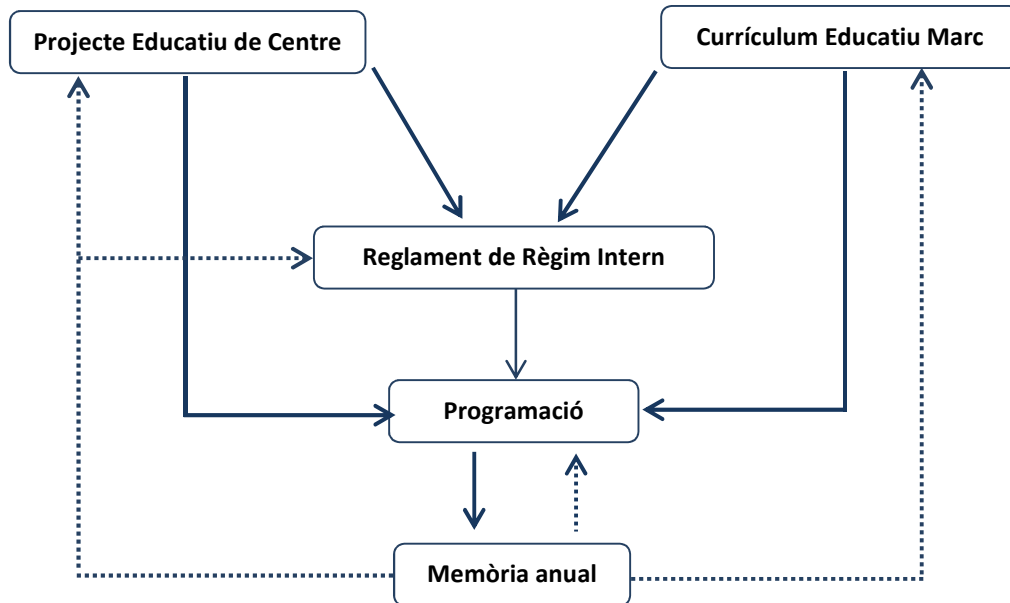 Projecte Educatiu de Centre
Currículum Educatiu Marc
Reglament de Règim Intern
Programació
Memòria anual